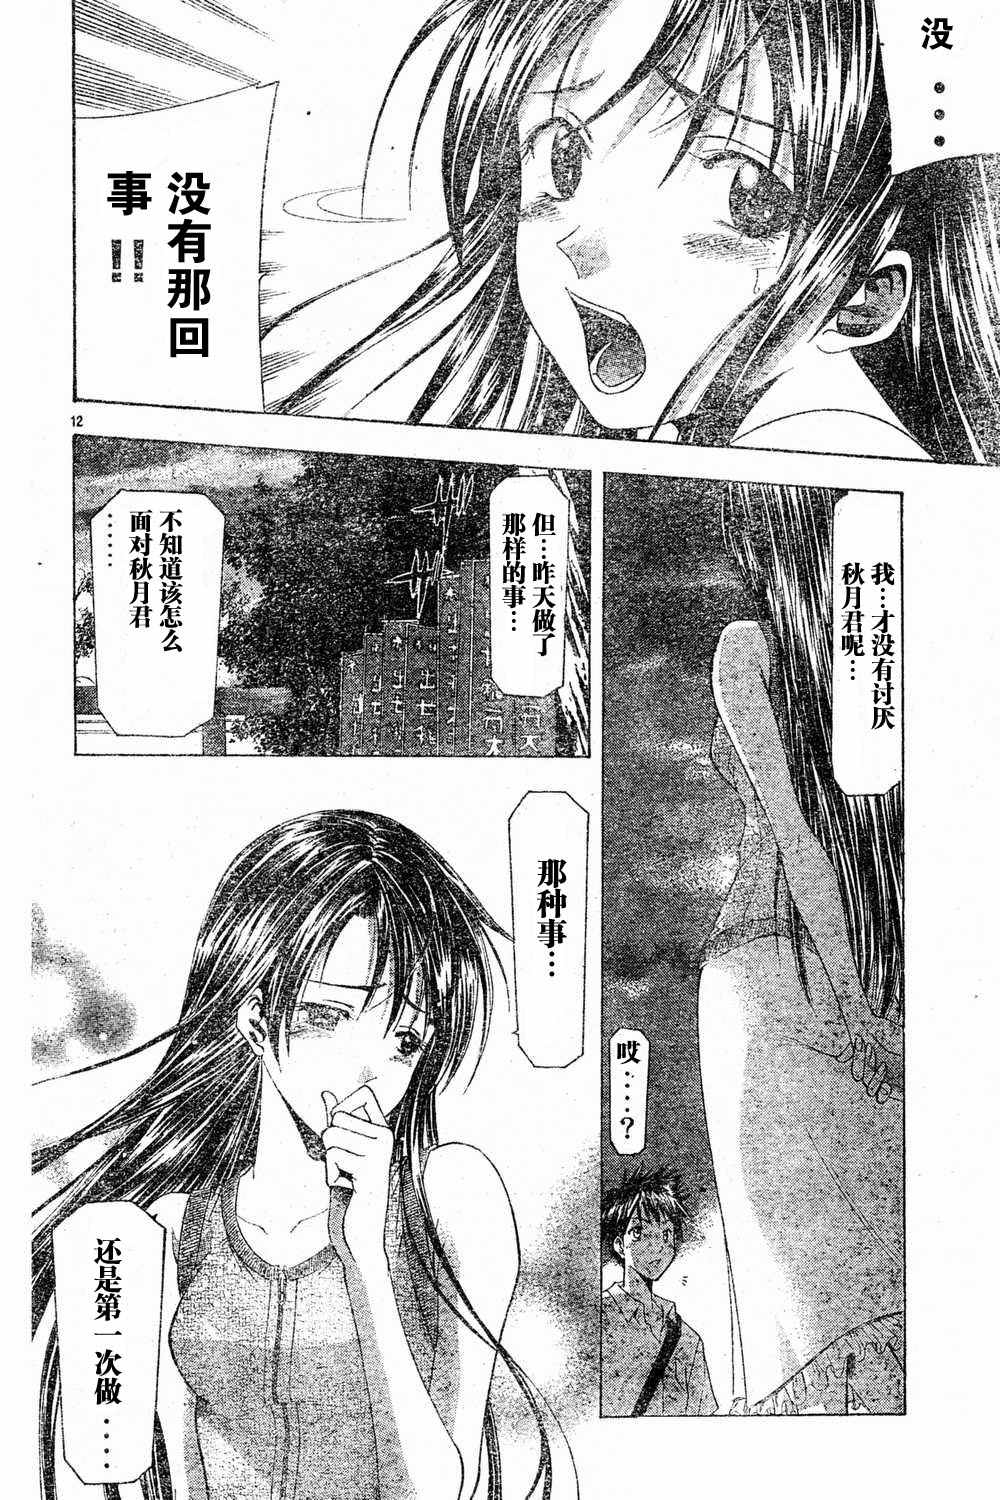 没
・・・
没有那回
事!!
12
我…才没有讨厌
秋月君呢…
哎
・・・・?
但…昨天做了
那样的事…
不知道该怎么
面对秋月君
・・・・・
那种事…
还是第一次做
・・・・・